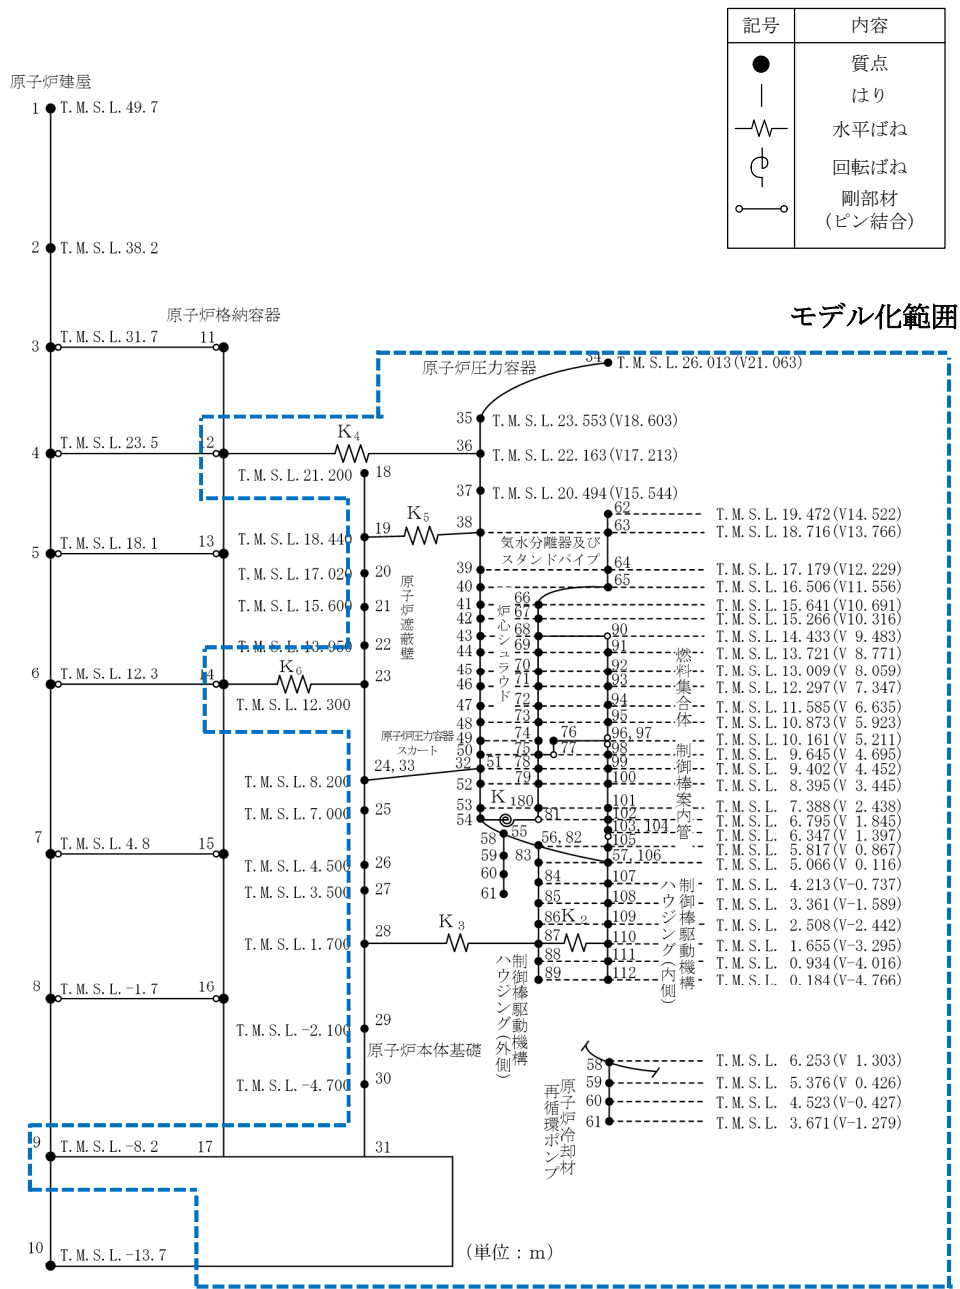 記号 内容
質点
はり
水平ばね
回転ばね
剛部材
(ピン結合)
モデル化範囲
原子炉建屋
1 T.M.S.L.49.7
2 T.M.S.L.38.2
3 T.M.S.L.31.7
4 T.M.S.L.23.5
5 T.M.S.L.18.1
6 T.M.S.L.12.3
7 T.M.S.L.4.8
8 T.M.S.L.-1.7
9 T.M.S.L.-8.2
10 T.M.S.L.-13.7
原子炉格納容器
11
12
13
14
15
16
17
K4
K5
K6
T.M.S.L.21.200 18
T.M.S.L.18.440 19
T.M.S.L.17.020 20
T.M.S.L.15.600 21
T.M.S.L.13.950 22
T.M.S.L.12.300 23
原子炉遮蔽壁
原子炉圧力容器
スカート
T.M.S.L.8.200 24,33
T.M.S.L.7.000 25
T.M.S.L.4.500 26
T.M.S.L.3.500 27
T.M.S.L.1.700 28
T.M.S.L.-2.100 29
T.M.S.L.-4.700 30
31
原子炉本体基礎
K3
K2
K1
原子炉圧力容器
34 T.M.S.L.26.013(V21.063)
35 T.M.S.L.23.553(V18.603)
36 T.M.S.L.22.163(V17.213)
37 T.M.S.L.20.494(V15.544)
38
39
40
41
42
43
44
45
46
47
48
49
50
32 51
52
53
54
55
58
59
60
61
気水分離器及び
スタンドパイプ
炉心シュラウド
62
63
64
65
66
67
68
69
70
71
72
73
74
75
76
77
78
79
80
81
56,82
83
84
85
86
87
88
89
90
91
92
93
94
95
96,97
98
99
100
101
102
103,104
105
57,106
107
108
109
110
111
112
燃料集合体
制御棒案内管
制御棒駆動機構
ハウジング(内側)
制御棒駆動機構
ハウジング(外側)
T.M.S.L.19.472(V14.522)
T.M.S.L.18.716(V13.766)
T.M.S.L.17.179(V12.229)
T.M.S.L.16.506(V11.556)
T.M.S.L.15.641(V10.691)
T.M.S.L.15.266(V10.316)
T.M.S.L.14.433(V 9.483)
T.M.S.L.13.721(V 8.771)
T.M.S.L.13.009(V 8.059)
T.M.S.L.12.297(V 7.347)
T.M.S.L.11.585(V 6.635)
T.M.S.L.10.873(V 5.923)
T.M.S.L.10.161(V 5.211)
T.M.S.L. 9.645(V 4.695)
T.M.S.L. 9.402(V 4.452)
T.M.S.L. 8.395(V 3.445)
T.M.S.L. 7.388(V 2.438)
T.M.S.L. 6.795(V 1.845)
T.M.S.L. 6.347(V 1.397)
T.M.S.L. 5.817(V 0.867)
T.M.S.L. 5.066(V 0.116)
T.M.S.L. 4.213(V-0.737)
T.M.S.L. 3.361(V-1.589)
T.M.S.L. 2.508(V-2.442)
T.M.S.L. 1.655(V-3.295)
T.M.S.L. 0.934(V-4.016)
T.M.S.L. 0.184(V-4.766)
58 T.M.S.L. 6.253(V 1.303)
59 T.M.S.L. 5.376(V 0.426)
60 T.M.S.L. 4.523(V-0.427)
61 T.M.S.L. 3.671(V-1.279)
原子炉冷却材
再循環ポンプ
(単位:m)